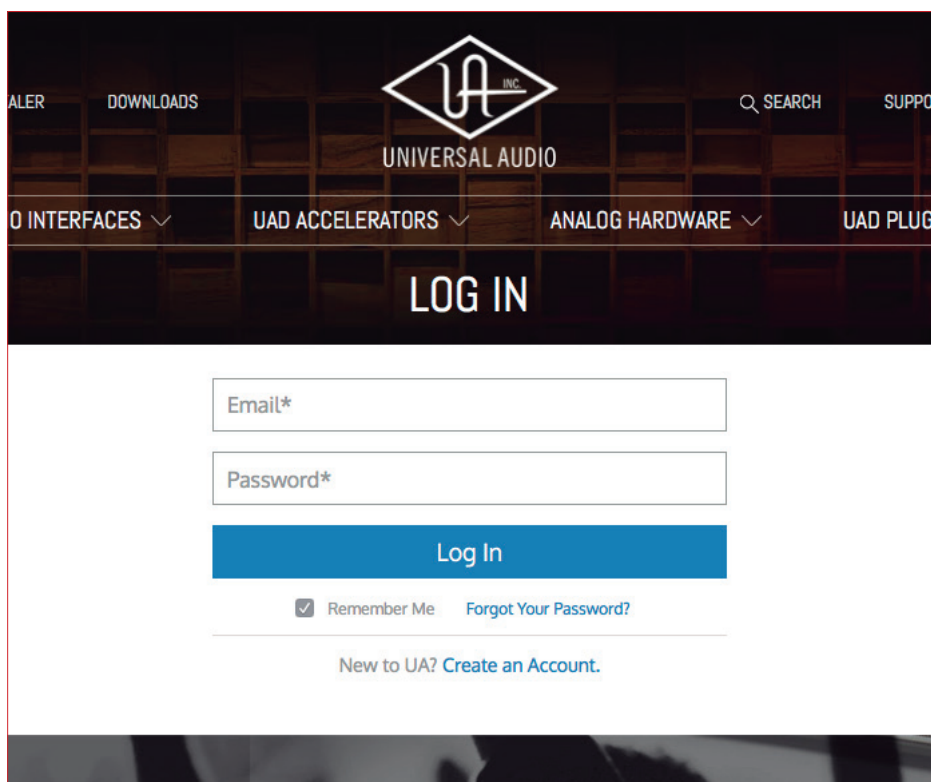 ALER DOWNLOADS
INC.
UA
SEARCH SUPPO
UNIVERSAL AUDIO
O INTERFACES UAD ACCELERATORS ANALOG HARDWARE UAD PLUG
LOG IN
Email*
Password*
Log In
Remember Me Forgot Your Password?
New to UA? Create an Account.